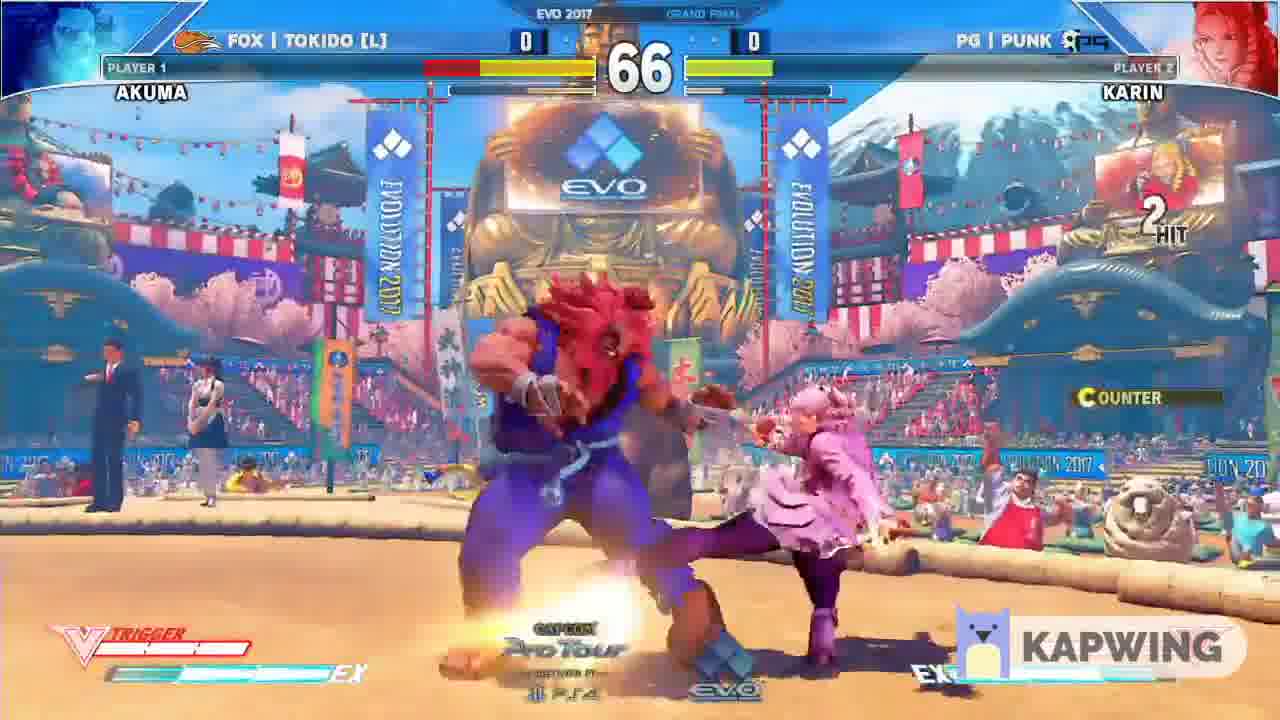 EVO 2017 GRAND FINAL
FOX | TOKIDO [L]
0
66
0
PG | PUNK
PLAYER 1
PLAYER 2
AKUMA
KARIN
EVO
EVOLUTION 2017
EVOLUTION 2017
2
HIT
COUNTER
V TRIGGER
EX
CAPCOM
Pro Tour
PS4
EVO
EX
KAPWING